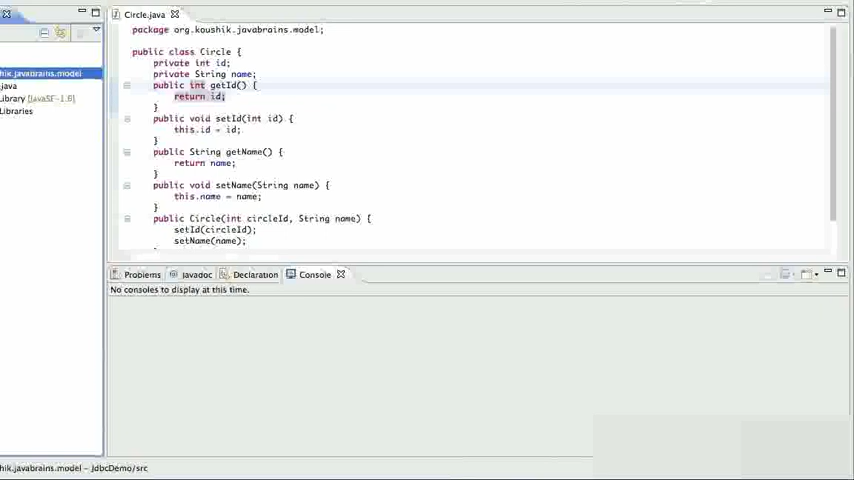 Circle.java
package org.koushik.javabrains.model;
public class Circle {
private int id;
private String name;
public int getId() {
return id;
}
public void setId(int id) {
this.id = id;
}
public String getName() {
return name;
}
public void setName(String name) {
this.name = name;
}
public Circle(int circleId, String name) {
setId(circleId);
setName(name);
hik.javabrains.model
.java
Library [JavaSE-1.6]
Libraries
Problems
Javadoc
Declaration
Console
No consoles to display at this time.
hik.javabrains.model - JdbcDemo/src